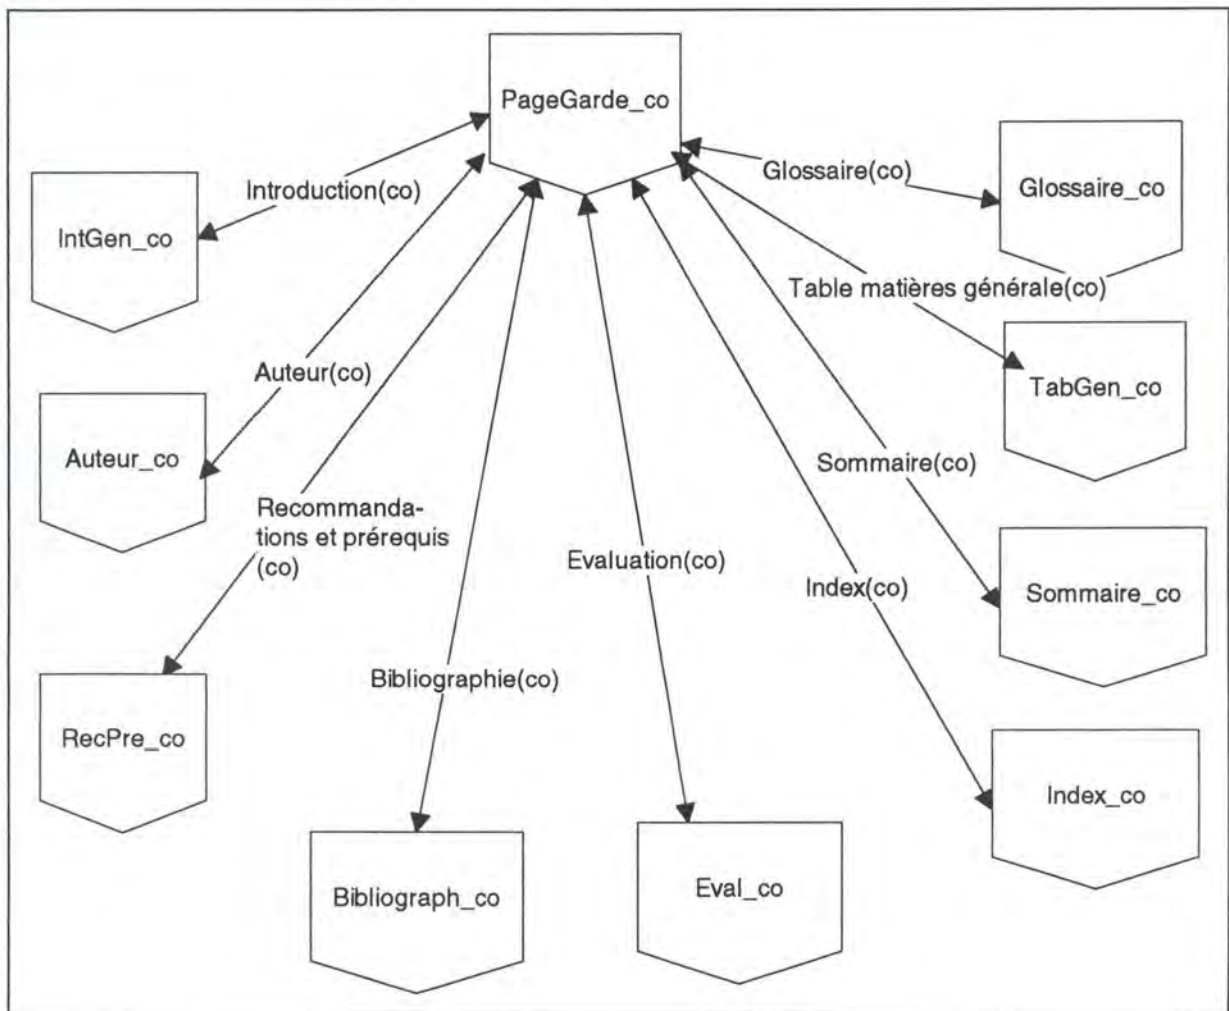 PageGarde_co
Glossaire(co)
Introduction(co)
Glossaire_co
IntGen_co
Table matières générale(co)
Auteur(co)
TabGen_co
Auteur_co
Sommaire(co)
Recommanda-
tions et prérequis
(co)
Evaluation(co)
Index(co)
Sommaire_co
Bibliographie(co)
RecPre_co
Index_co
Bibliograph_co
Eval_co